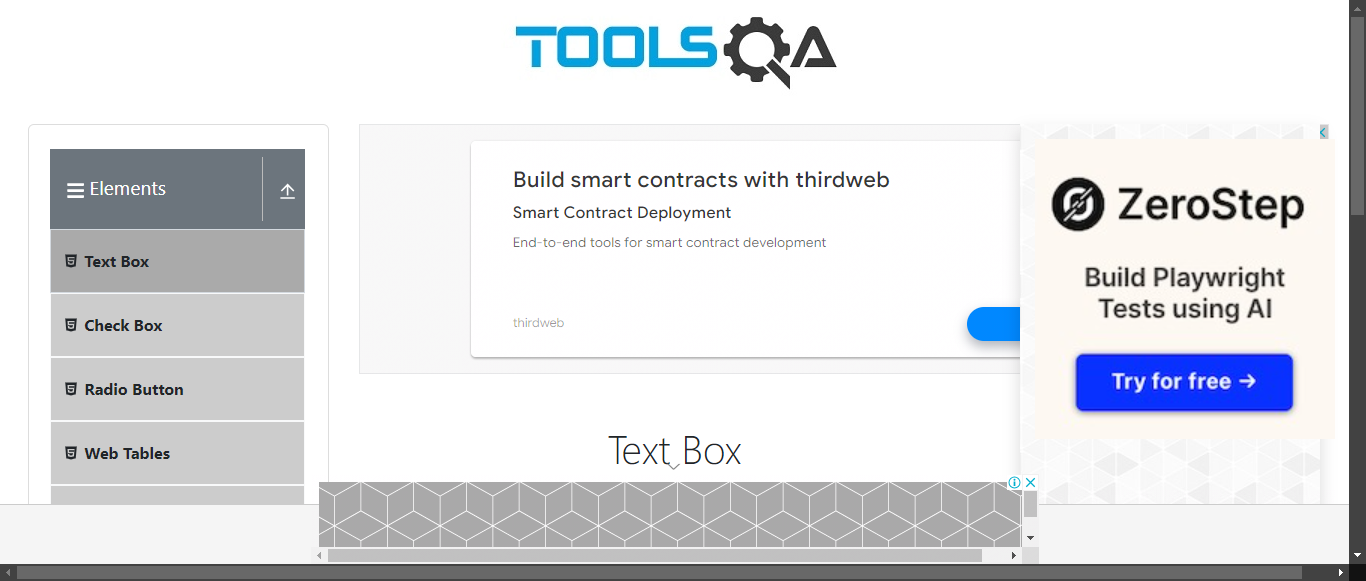 TOOLSQA
Elements
Text Box
Check Box
Radio Button
Web Tables
Build smart contracts with thirdweb
Smart Contract Deployment
End-to-end tools for smart contract development
thirdweb
ZeroStep
Build Playwright
Tests using AI
Try for free →
Text Box